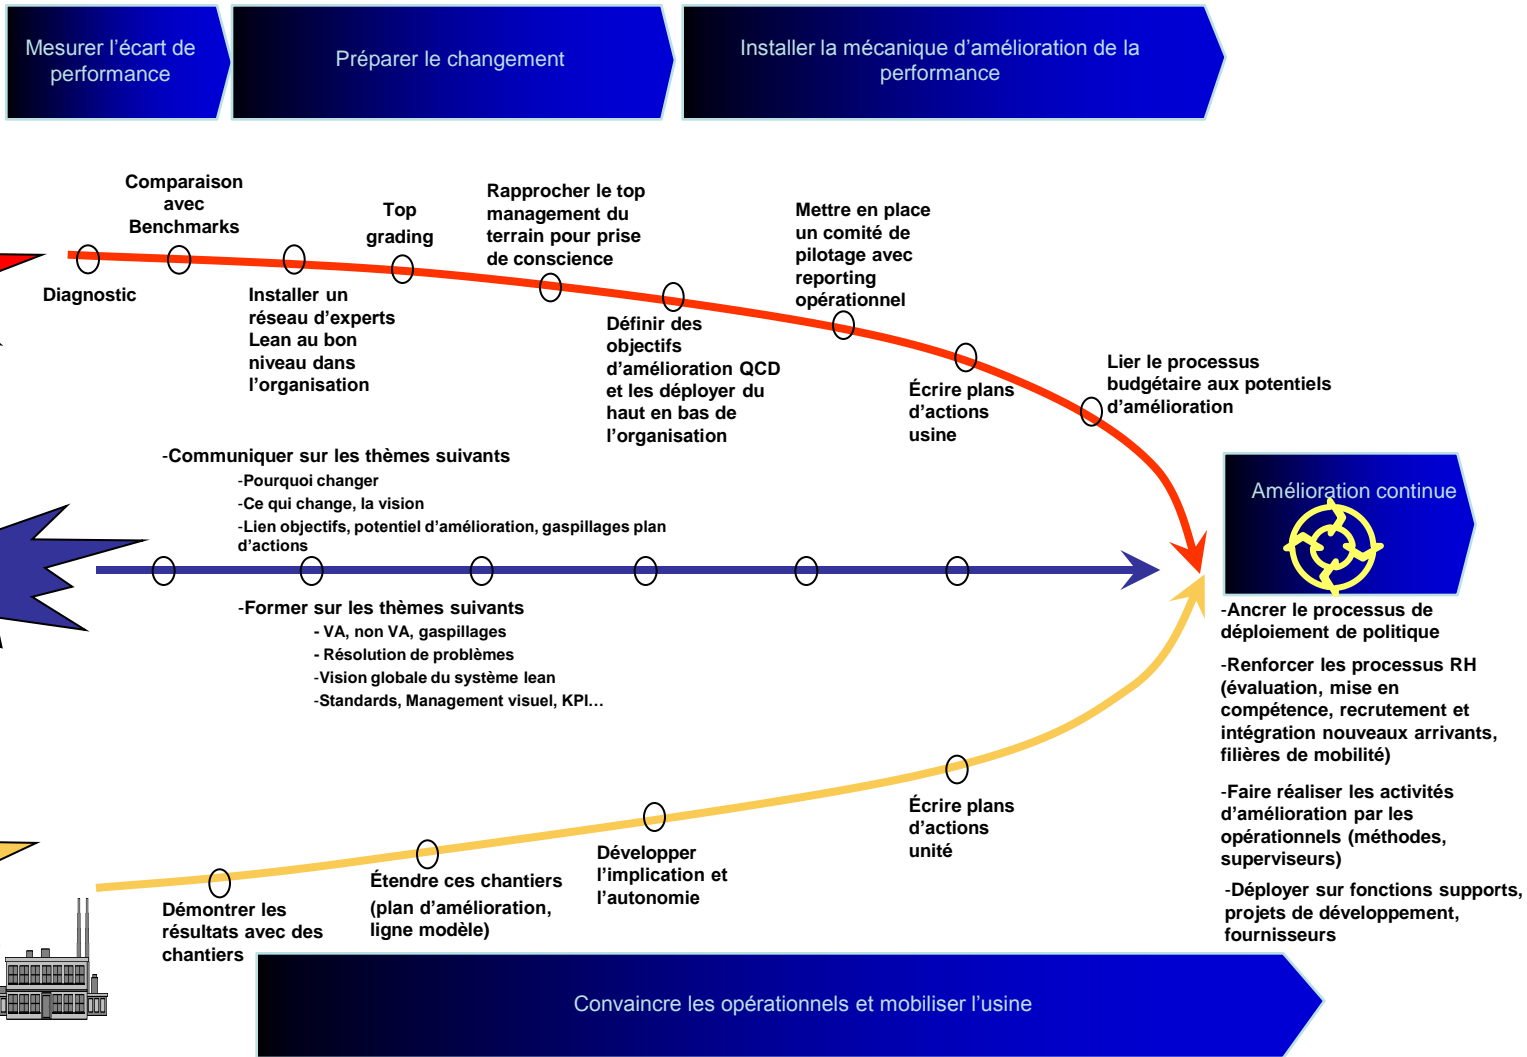 Mesurer l’écart de
performance
Préparer le changement
Installer la mécanique d’amélioration de la
performance
Comparaison
avec
Benchmarks
Top
grading
Rapprocher le top
management du
terrain pour prise
de conscience
Mettre en place
un comité de
pilotage avec
reporting
opérationnel
Diagnostic
Installer un
réseau d’experts
Lean au bon
niveau dans
l’organisation
Définir des
objectifs
d’amélioration QCD
et les déployer du
haut en bas de
l’organisation
Écrire plans
d’actions
usine
Lier le processus
budgétaire aux potentiels
d’amélioration
-Communiquer sur les thèmes suivants
-Pourquoi changer
-Ce qui change, la vision
-Lien objectifs, potentiel d’amélioration, gaspillages plan
d’actions
Amélioration continue
-Former sur les thèmes suivants
- VA, non VA, gaspillages
- Résolution de problèmes
-Vision globale du système lean
-Standards, Management visuel, KPI…
-Ancrer le processus de
déploiement de politique
-Renforcer les processus RH
(évaluation, mise en
compétence, recrutement et
intégration nouveaux arrivants,
filières de mobilité)
-Faire réaliser les activités
d’amélioration par les
opérationnels (méthodes,
superviseurs)
-Déployer sur fonctions supports,
projets de développement,
fournisseurs
Démontrer les
résultats avec des
chantiers
Étendre ces chantiers
(plan d’amélioration,
ligne modèle)
Développer
l’implication et
l’autonomie
Écrire plans
d’actions
unité
Convaincre les opérationnels et mobiliser l’usine